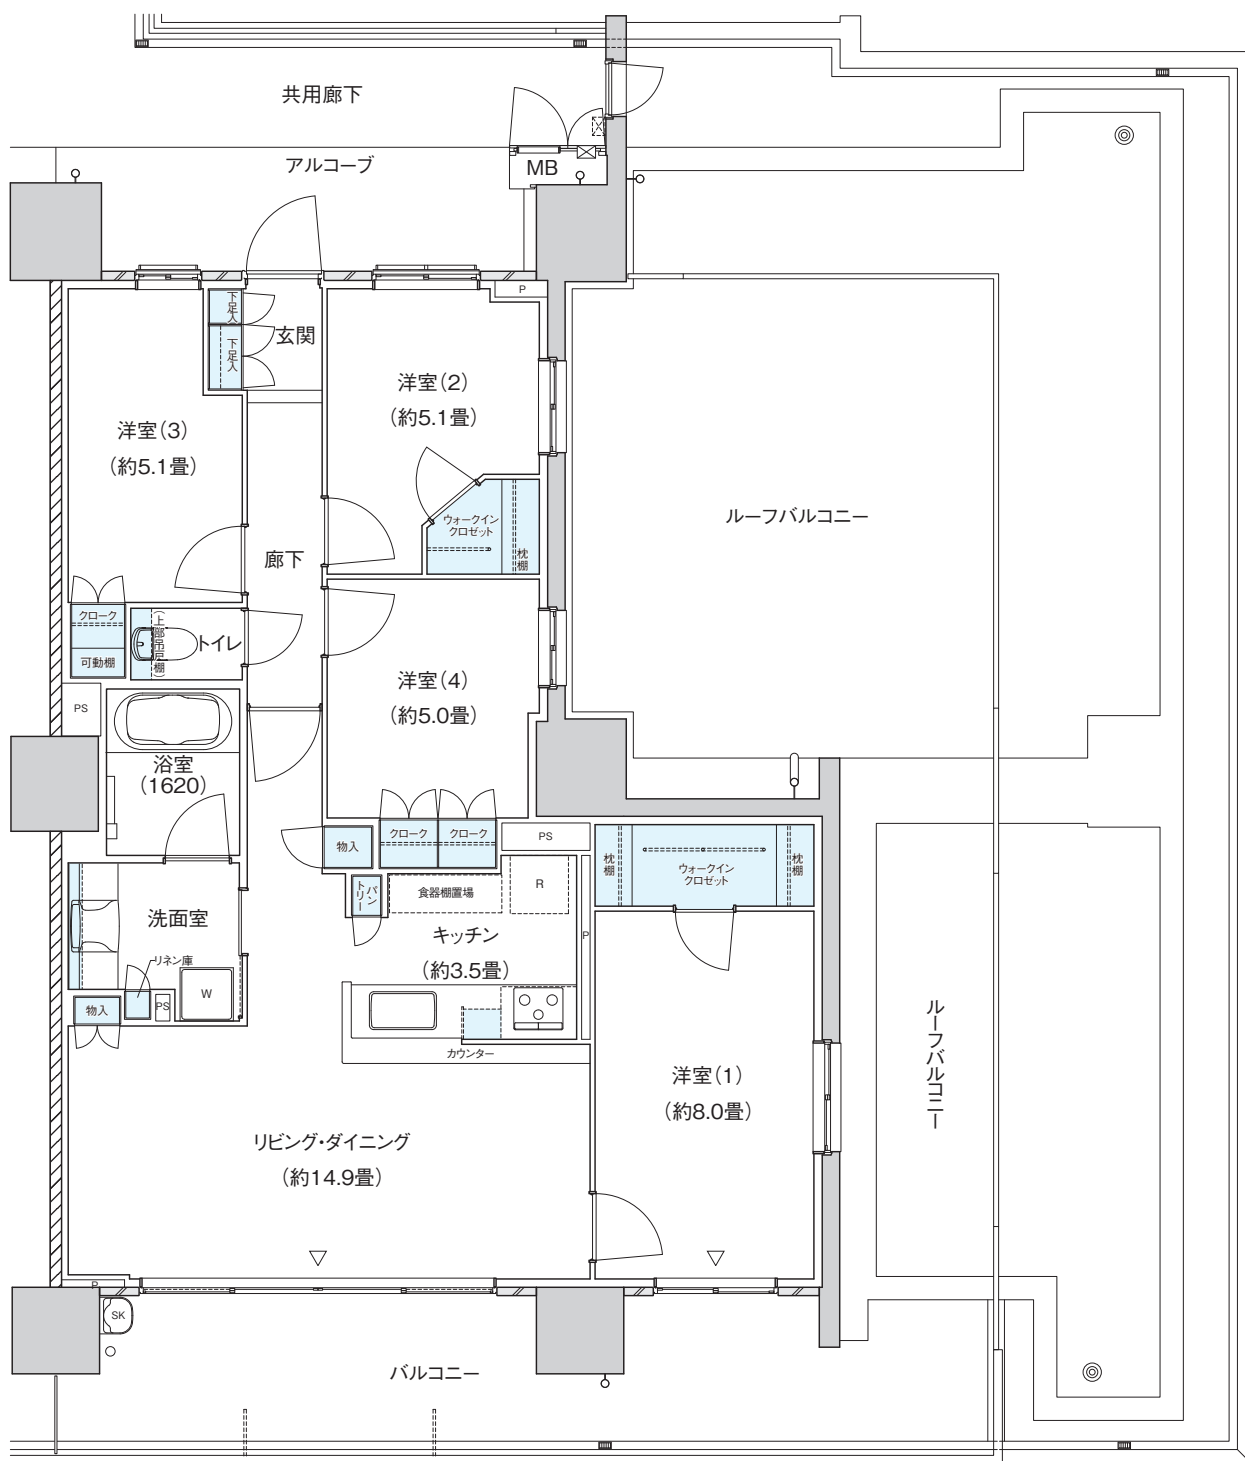 共用廊下
アルコーブ
MB
下足入
下足入
玄関
P
洋室(2)
(約5.1畳)
洋室(3)
(約5.1畳)
ウォークイン
クロゼット
枕棚
ルーフバルコニー
廊下
クローク
可動棚
(上部吊戸棚)
トイレ
洋室(4)
(約5.0畳)
PS
浴室
(1620)
物入
クローク
クローク
PS
枕棚
ウォークイン
クロゼット
枕棚
パントリー
食器棚置場
R
洗面室
キッチン
(約3.5畳)
P
リネン庫
物入
PS
W
カウンター
洋室(1)
(約8.0畳)
ルーフバルコニー
リビング・ダイニング
(約14.9畳)
P
SK
バルコニー